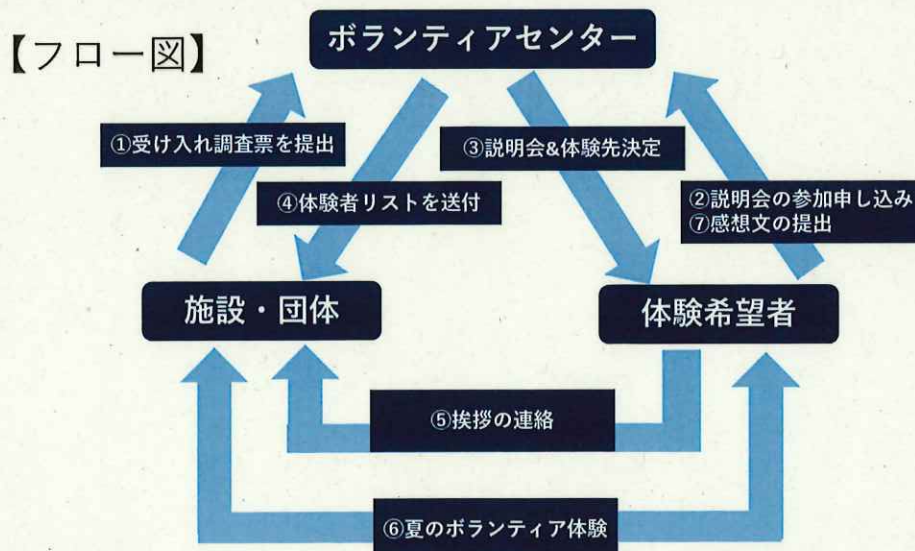 【フロー図】
ボランティアセンター
①受け入れ調査票を提出
③説明会&体験先決定
④体験者リストを送付
②説明会の参加申し込み
⑦感想文の提出
施設・団体
体験希望者
⑤挨拶の連絡
⑥夏のボランティア体験